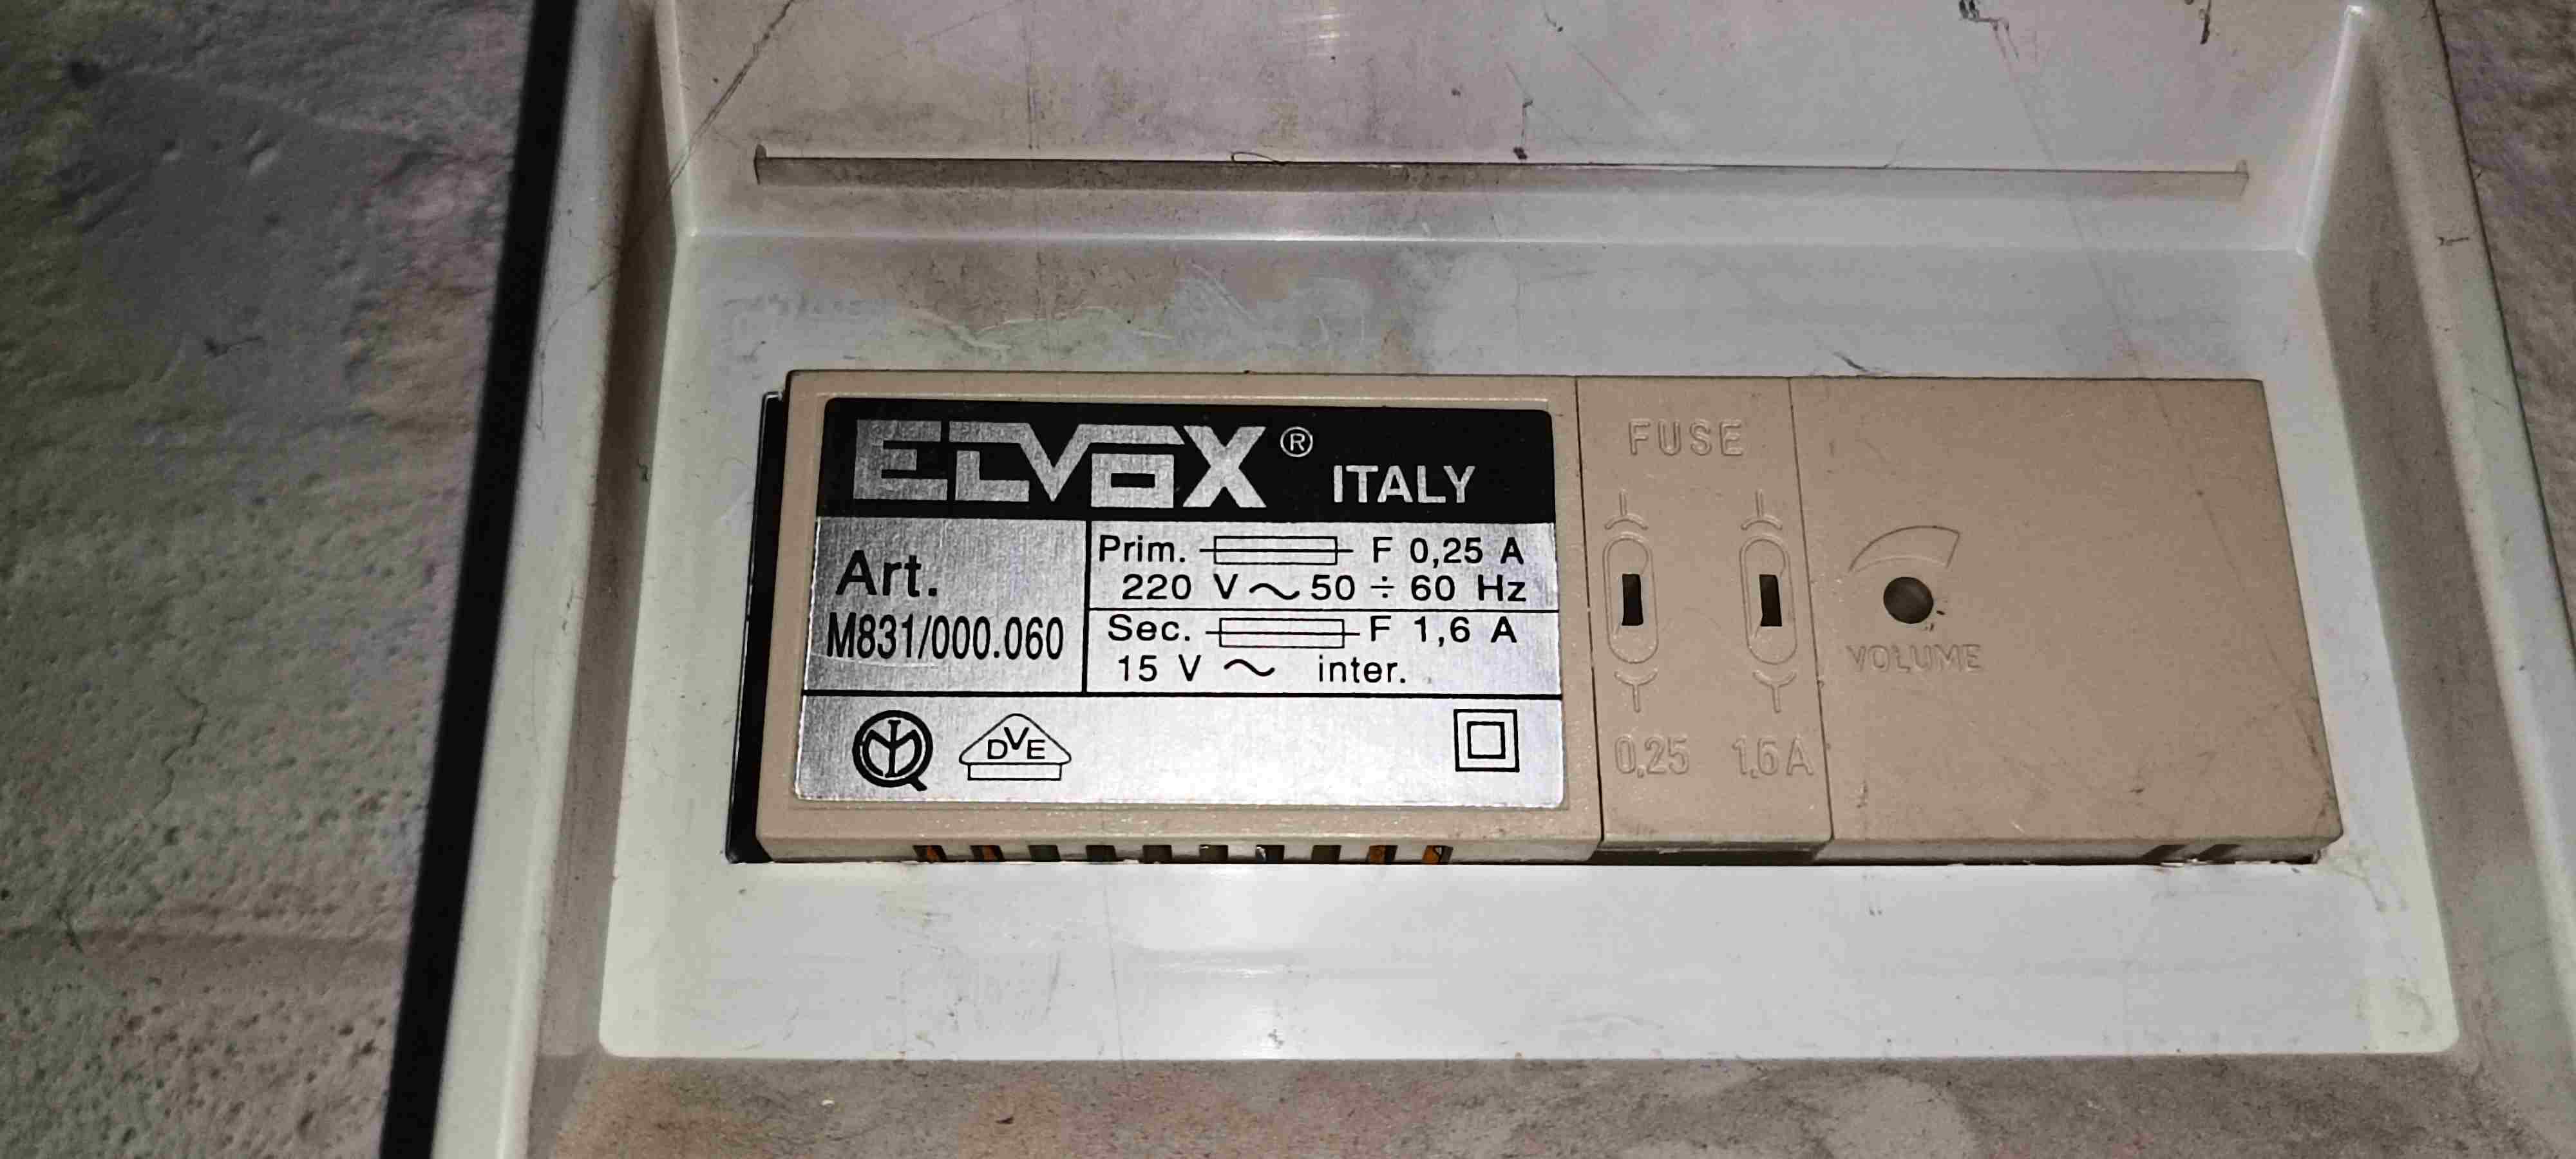 ELVOX ® ITALY
Art.
M831/000.060
Prim. F 0,25 A
220 V ~ 50 ÷ 60 Hz
Sec. F 1,6 A
15 V ~ inter.
DVE
FUSE
0,25 1,6 A
VOLUME